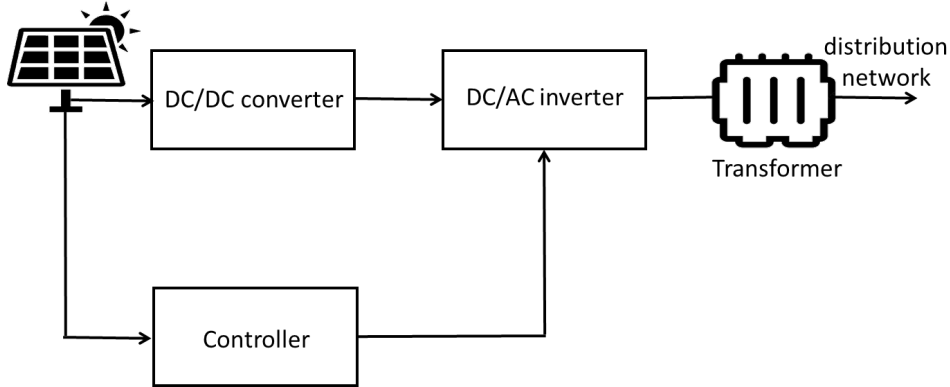 distribution
network
DC/DC converter
DC/AC inverter
Transformer
Controller